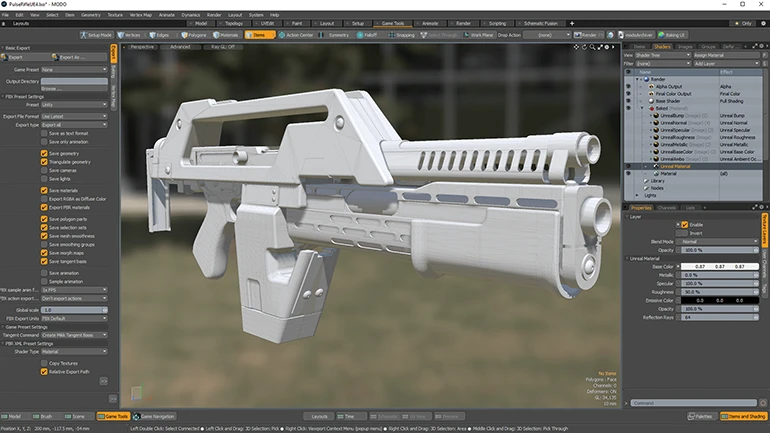 PulseRifleUE4.lxo* - MODO
File Edit View Select Item Geometry Texture Vertex Map Animate Dynamics Render Layout System Help
Layouts
Model Topology UVEdit Paint Layout Setup Game Tools Animate Render Scripting Schematic Fusion
Only
Setup Mode Vertices Edges Polygons Materials Items Action Center Symmetry Falloff Snapping Select Through Work Plane Drop Action (none) Render Baking UI
Basic Export
Export Export As ...
Game Preset (none)
Output Directory
Browse ...
FBX Preset Settings
Preset Unity
Export File Format Use Latest
Export type Export all
Save as text format
Save only animation
Save geometry
Triangulate geometry
Save cameras
Save lights
Save materials
Export RGB as Diffuse Color
Export PBR materials
Save polygon parts
Save selection sets
Save mesh smoothness
Save smoothing groups
Save morph maps
Save tangent basis
Save animation
Sample animation
FBX sample anim f... 1x FPS
FBX action export ... Don't export actions
Global scale 1.0
FBX Export Units FBX Default
Game Preset Settings
Tangent Command Create Mikk Tangent Basis
FBX XML Preset Settings
Shader Type Material
Copy Textures
Relative Export Path
Perspective Advanced Ray GL: Off
No Items
Polygons : Face
Channels: 0
Deformers: ON
GL: 34,135
10 mm
Items Shaders Images Groups
View Shader Tree Assign Material
Filter (none) Add Layer
Name Effect
Render
Alpha Output Alpha
Final Color Output Final Color
Base Shader Full Shading
Baked (Material)
UnrealBump (Image) (2) Unreal Bump
UnrealNormal (Image) (2) Unreal Normal
UnrealSpecular (Image) (2) Unreal Specular
UnrealRoughness (Image) (2) Unreal Roughness
UnrealMetallic (Image) (2) Unreal Metallic
UnrealBaseColor (Image) (2) Unreal Base Color
UnrealAmbo (Image) (2) Unreal Ambient Oc...
Unreal Material
Material (all)
Library
Nodes
Lights
Properties Channels Lists
Layer
Enable
Invert
Blend Mode Normal
Opacity 100.0 %
Unreal Material
Base Color 0.87 0.87 0.87
Metallic 0.0 %
Specular 100.0 %
Roughness 50.0 %
Emissive Color 0.0 0.0 0.0
Opacity 100.0 %
Reflection Rays 64
Command
Model Brush Icons Game Tools Game Navigation Layouts Time Schematic Palettes Items and Shading
Position X, Y, Z: 200 mm, -117.5 mm, -54 mm Left Double Click: Select Connected ● Left Click and Drag: 3D Selection: Pick ● Right Click: Viewport Context Menu (popup menu) ● Right Click and Drag: 3D Selection: Area ● Middle Click and Drag: 3D Selection: Pick Through